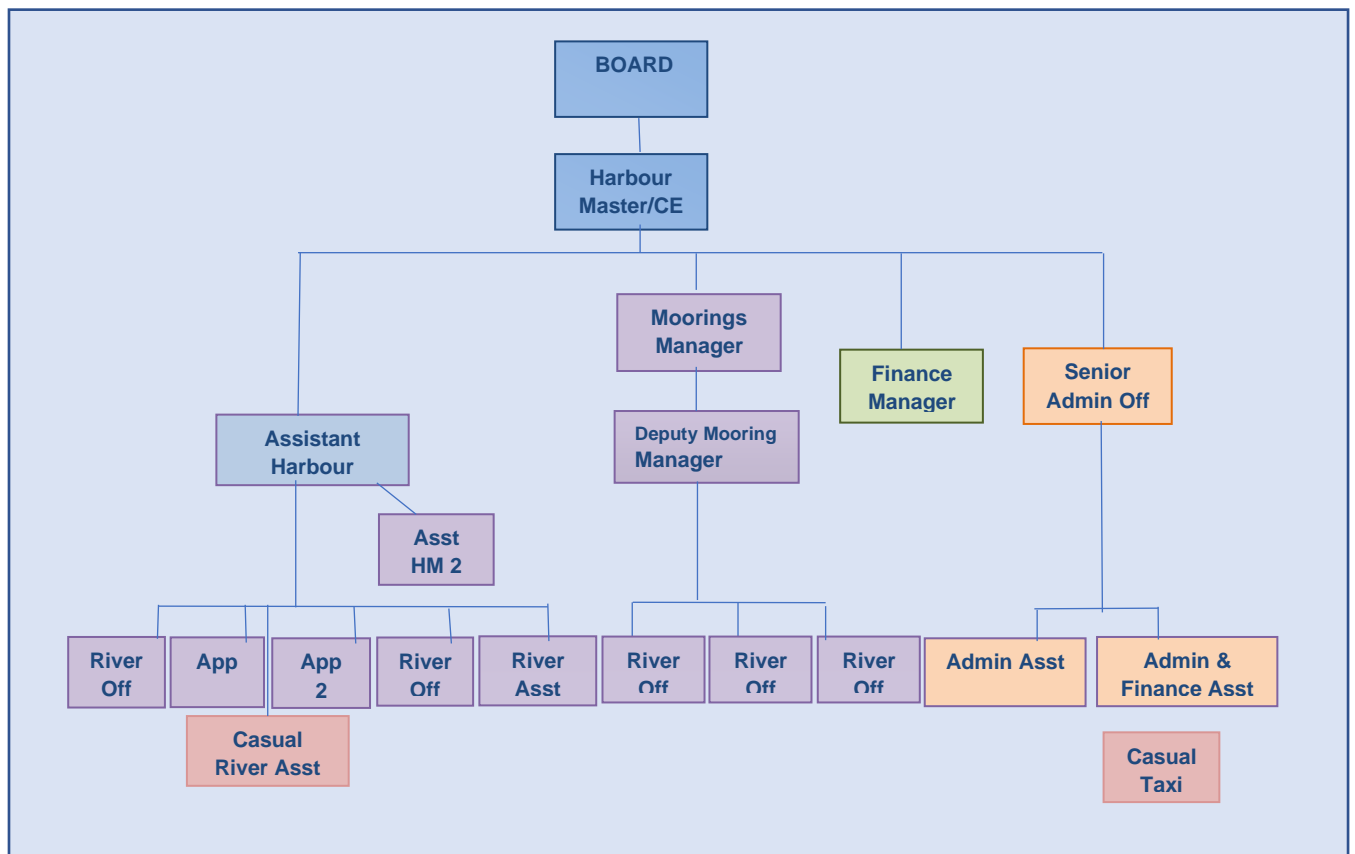 BOARD
Harbour
Master/CE
Moorings
Manager
Finance
Manager
Senior
Admin Off
Assistant
Harbour
Deputy Mooring
Manager
Asst
HM 2
River
Off
App
App
2
River
Off
River
Asst
River
Off
River
Off
River
Off
Admin Asst
Admin &
Finance Asst
Casual
River Asst
Casual
Taxi